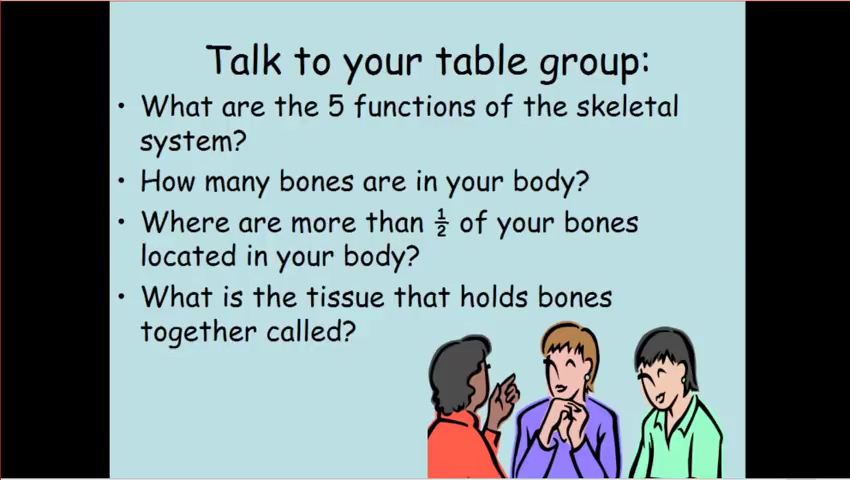 Talk to your table group:
• What are the 5 functions of the skeletal
system?
• How many bones are in your body?
• Where are more than ½ of your bones
located in your body?
• What is the tissue that holds bones
together called?